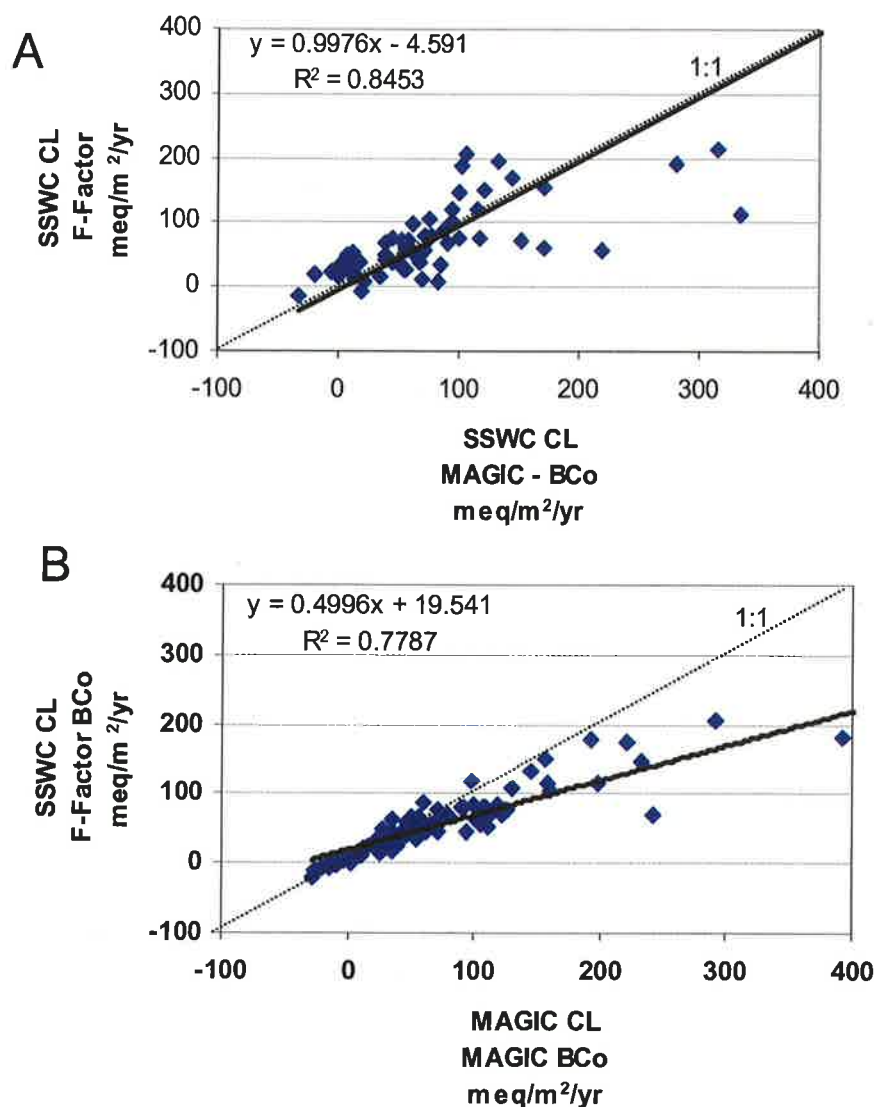 A
y = 0.9976x - 4.591
R² = 0.8453
1:1
SSWC CL
F-Factor
meq/m²/yr
400
300
200
100
0
-100
-100 0 100 200 300 400
SSWC CL
MAGIC - BCo
meq/m²/yr
B
y = 0.4996x + 19.541
R² = 0.7787
1:1
SSWC CL
F-Factor BCo
meq/m²/yr
400
300
200
100
0
-100
-100 0 100 200 300 400
MAGIC CL
MAGIC BCo
meq/m²/yr